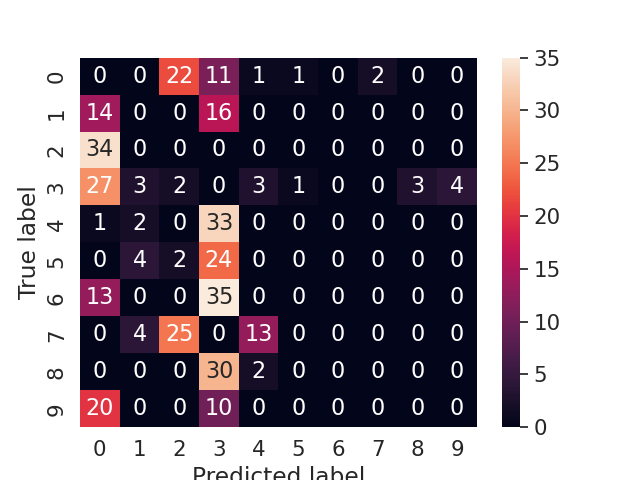 0 0 0 22 11 1 1 0 2 0 0
1 14 0 0 16 0 0 0 0 0 0
2 34 0 0 0 0 0 0 0 0 0
3 27 3 2 0 3 1 0 0 3 4
4 1 2 0 33 0 0 0 0 0 0
5 0 4 2 24 0 0 0 0 0 0
6 13 0 0 35 0 0 0 0 0 0
7 0 4 25 0 13 0 0 0 0 0
8 0 0 0 30 2 0 0 0 0 0
9 20 0 0 10 0 0 0 0 0 0
0 1 2 3 4 5 6 7 8 9
True label
Predicted label
35
30
25
20
15
10
5
0